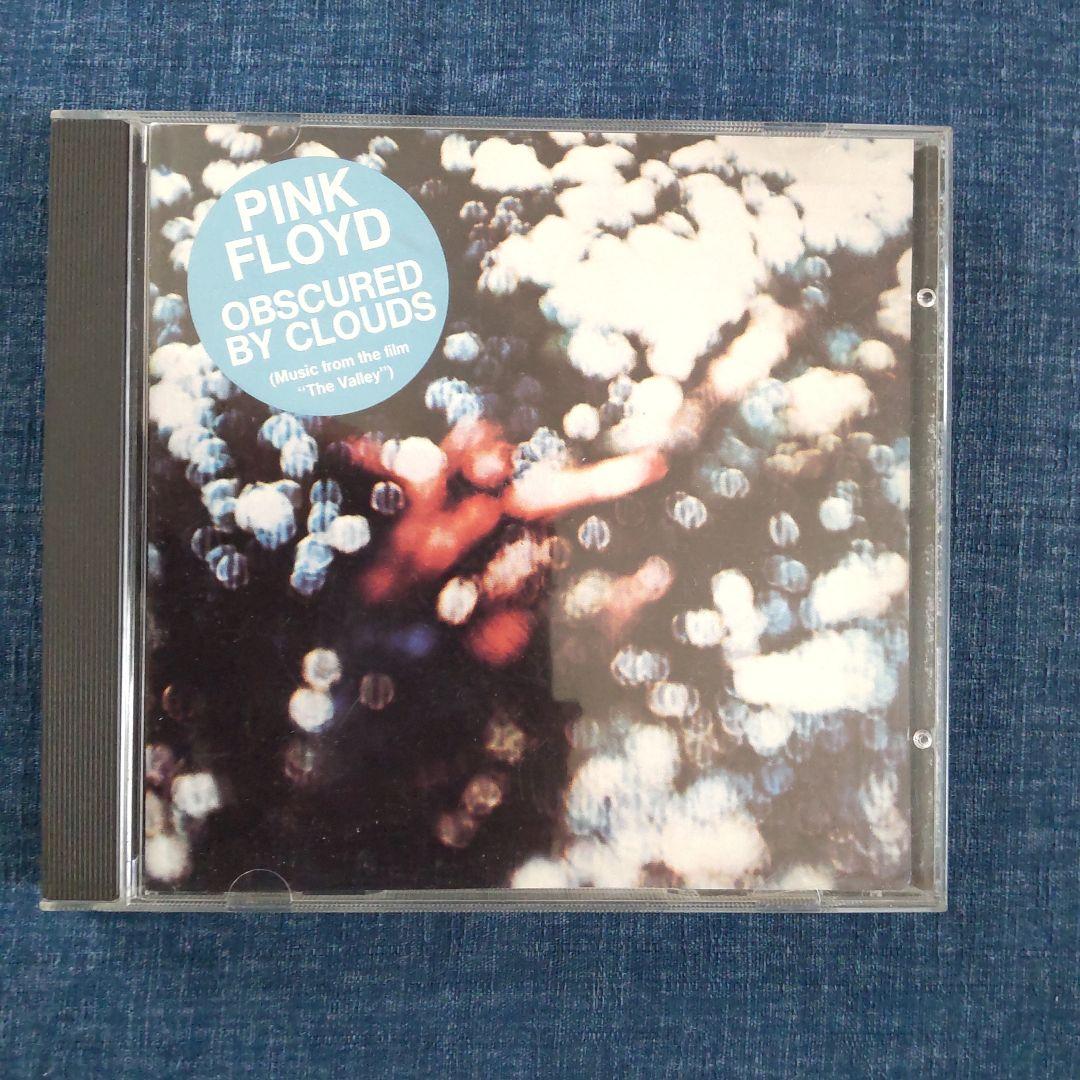 PINK
FLOYD
OBSCURED
BY CLOUDS
(Music from the film
"The Valley")